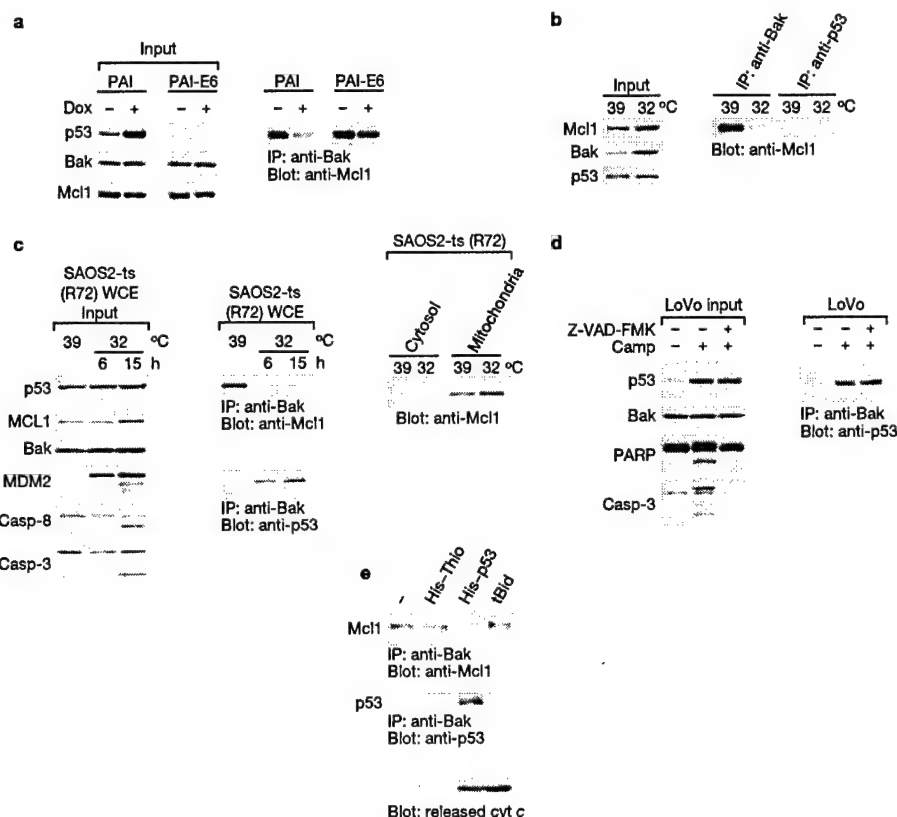 a
Input
PAI PAI-E6 PAI PAI-E6
Dox − + − + − + − +
p53
Bak
Mcl1
IP: anti-Bak
Blot: anti-Mcl1
b
Input
IP: anti-Bak
IP: anti-p53
39 32 ºC 39 32 39 32 ºC
Mcl1
Bak
p53
Blot: anti-Mcl1
c
SAOS2-ts
(R72) WCE
Input
39 32 ºC
6 15 h
p53
MCL1
Bak
MDM2
Casp-8
Casp-3
SAOS2-ts
(R72) WCE
39 32 ºC
6 15 h
IP: anti-Bak
Blot: anti-Mcl1
IP: anti-Bak
Blot: anti-p53
SAOS2-ts (R72)
Cytosol
Mitochondria
39 32 39 32 ºC
Blot: anti-Mcl1
d
LoVo input LoVo
Z-VAD-FMK − − + − − +
Camp − + + − + +
p53
Bak
PARP
Casp-3
IP: anti-Bak
Blot: anti-p53
e
− His–Thio His–p53 tBid
Mcl1
IP: anti-Bak
Blot: anti-Mcl1
p53
IP: anti-Bak
Blot: anti-p53
Blot: released cyt c